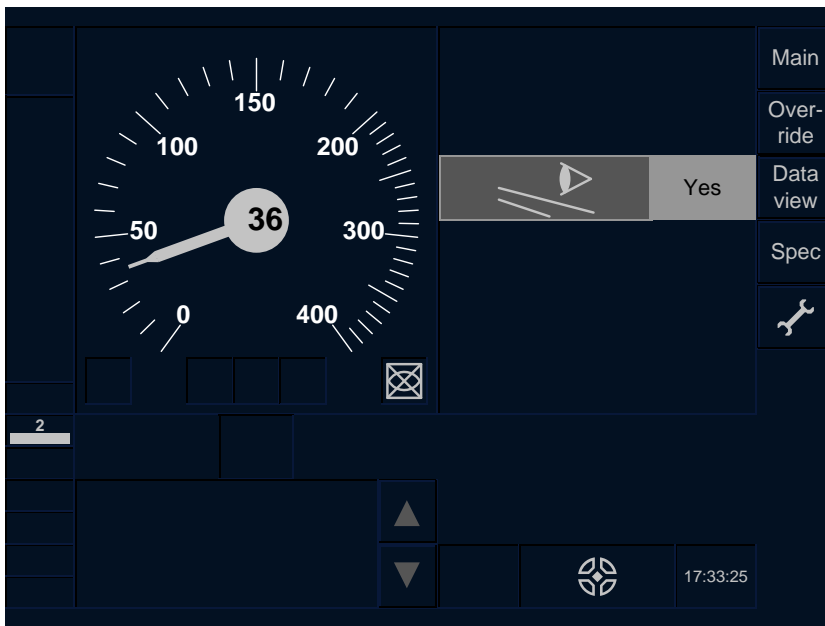 Main
150
Over-
ride
100
200
Data
view
Yes
36
50
300
Spec
0
400
2
17:33:25